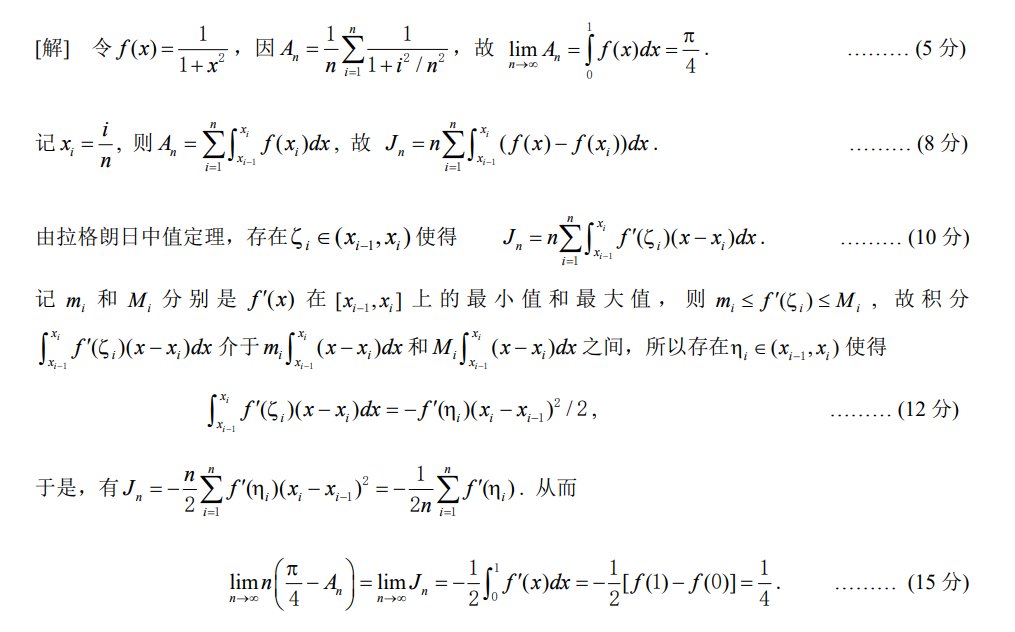 [解] 令 $f(x)=\frac{1}{1+x^2}$，因 $A_n=\frac{1}{n}\sum_{i=1}^{n}\frac{1}{1+i^2/n^2}$，故 $\lim_{n\to\infty}A_n=\int_0^1 f(x)dx=\frac{\pi}{4}$. ……… (5 分)
记 $x_i=\frac{i}{n}$, 则 $A_n=\sum_{i=1}^{n}\int_{x_{i-1}}^{x_i}f(x_i)dx$, 故 $J_n=n\sum_{i=1}^{n}\int_{x_{i-1}}^{x_i}(f(x)-f(x_i))dx$. ……… (8 分)
由拉格朗日中值定理，存在 $\zeta_i\in(x_{i-1},x_i)$ 使得 $J_n=n\sum_{i=1}^{n}\int_{x_{i-1}}^{x_i}f'(\zeta_i)(x-x_i)dx$. ……… (10 分)
记 $m_i$ 和 $M_i$ 分别是 $f'(x)$ 在 $[x_{i-1},x_i]$ 上的最小值和最大值，则 $m_i\le f'(\zeta_i)\le M_i$，故积分
$\int_{x_{i-1}}^{x_i}f'(\zeta_i)(x-x_i)dx$ 介于 $m_i\int_{x_{i-1}}^{x_i}(x-x_i)dx$ 和 $M_i\int_{x_{i-1}}^{x_i}(x-x_i)dx$ 之间，所以存在 $\eta_i\in(x_{i-1},x_i)$ 使得
$\int_{x_{i-1}}^{x_i}f'(\zeta_i)(x-x_i)dx=-f'(\eta_i)(x_i-x_{i-1})^2/2$, ……… (12 分)
于是，有 $J_n=-\frac{n}{2}\sum_{i=1}^{n}f'(\eta_i)(x_i-x_{i-1})^2=-\frac{1}{2n}\sum_{i=1}^{n}f'(\eta_i)$. 从而
$\lim_{n\to\infty}n\left(\frac{\pi}{4}-A_n\right)=\lim_{n\to\infty}J_n=-\frac{1}{2}\int_0^1 f'(x)dx=-\frac{1}{2}[f(1)-f(0)]=\frac{1}{4}$. ……… (15 分)